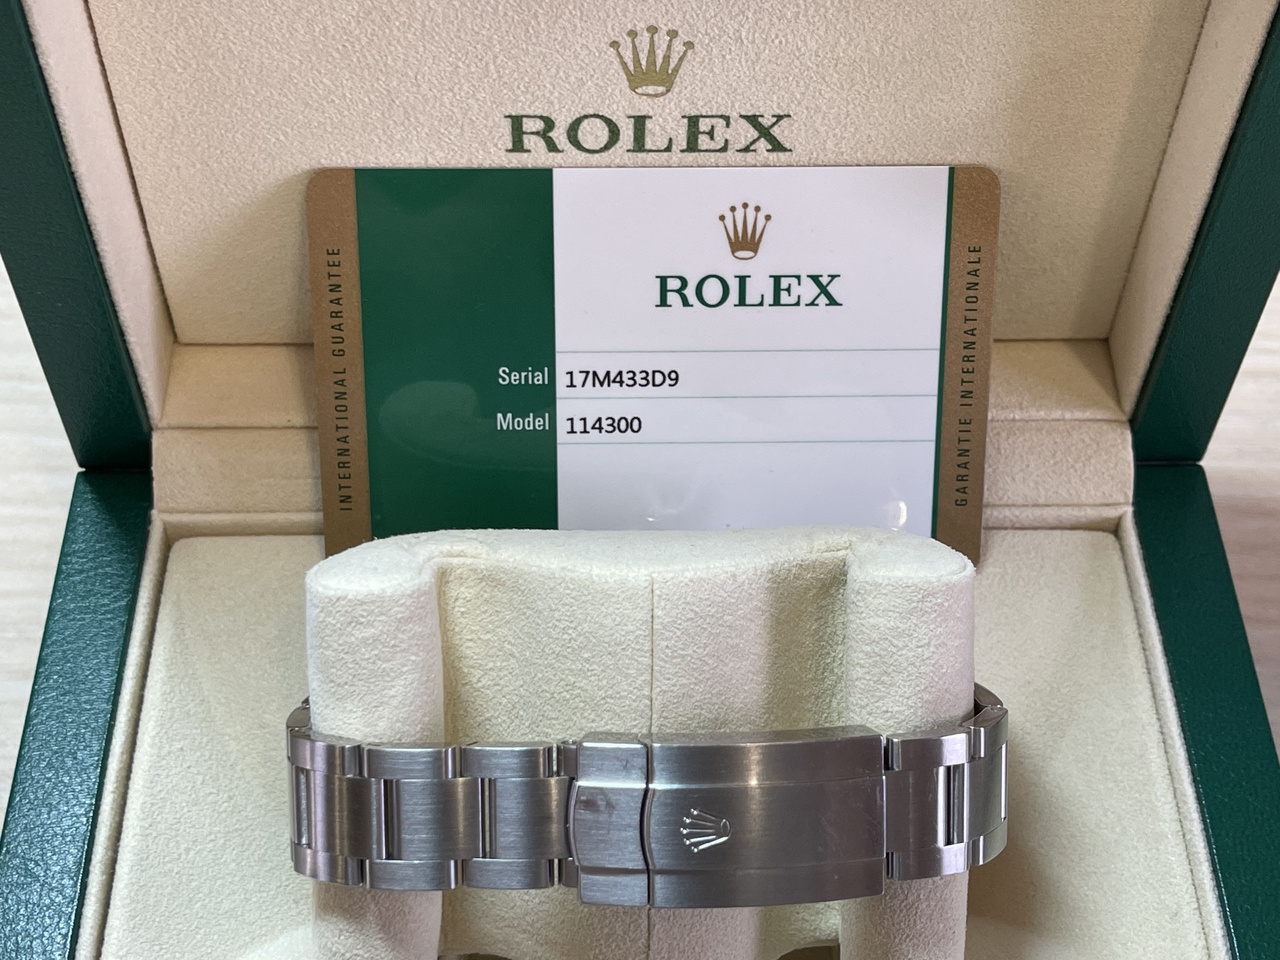 ROLEX
ROLEX
INTERNATIONAL GUARANTEE
Serial 17M433D9
Model 114300
GARANTIE INTERNATIONALE